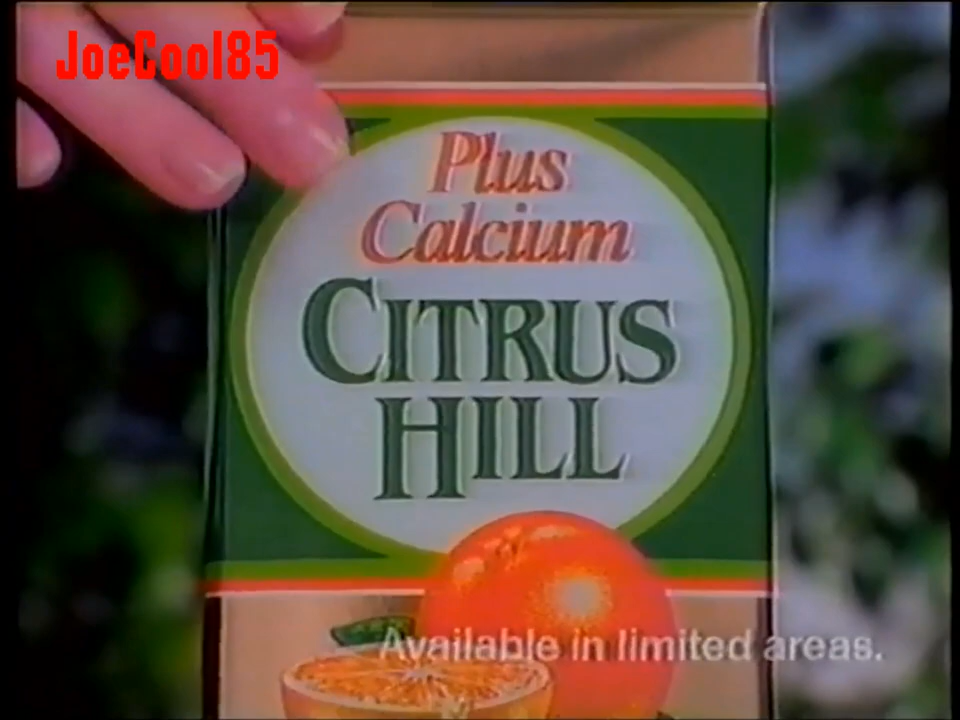 JoeCool85
Plus
Calcium
CITRUS
HILL
Available in limited areas.